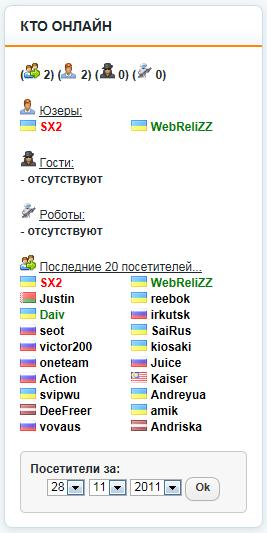 КТО ОНЛАЙН
( 2) ( 2) ( 0) ( 0)
Юзеры:
SX2 WebReliZZ
Гости:
- отсутствуют
Роботы:
- отсутствуют
Последние 20 посетителей...
SX2 WebReliZZ
Justin reebok
Daiv irkutsk
seot SaiRus
victor200 kiosaki
oneteam Juice
Action Kaiser
svipwu Andreyua
DeeFreer amik
vovaus Andriska
Посетители за:
28 11 2011 Ok